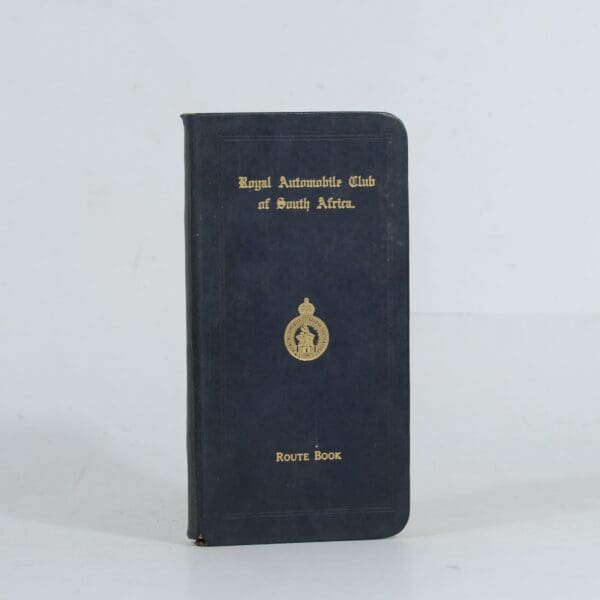 Royal Automobile Club
of South Africa.
ROUTE BOOK